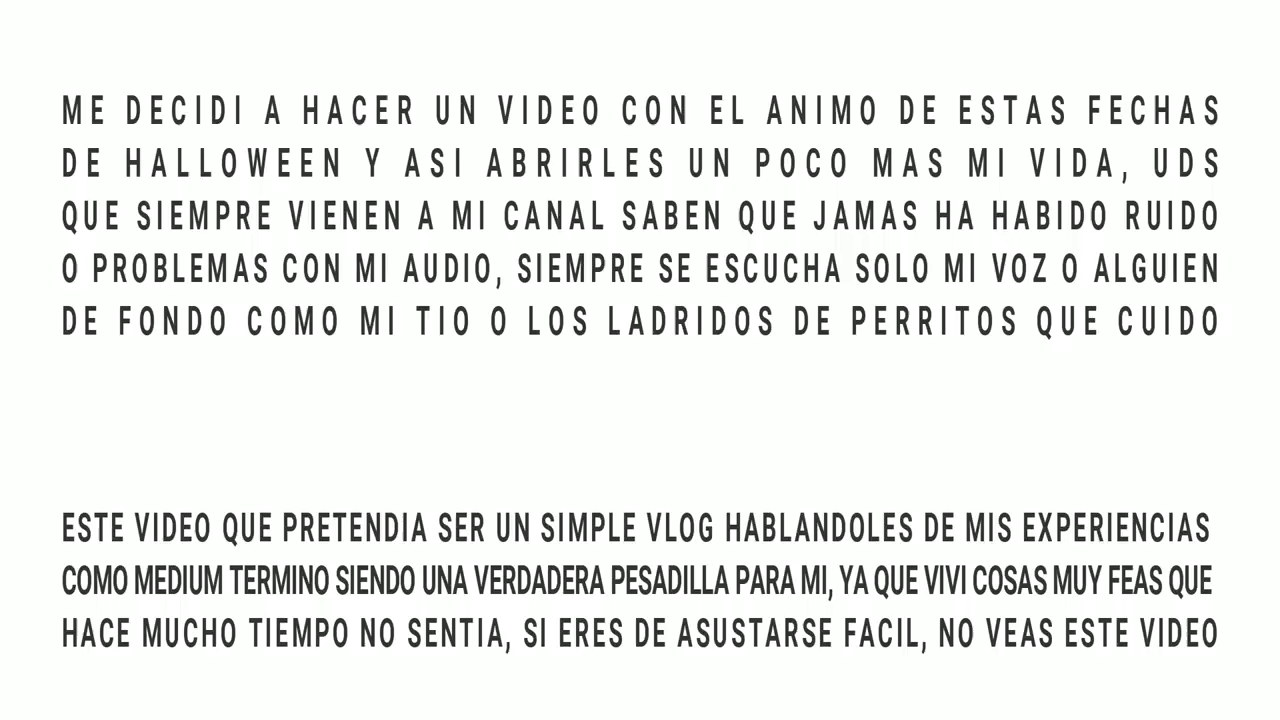 ME DECIDI A HACER UN VIDEO CON EL ANIMO DE ESTAS FECHAS
DE HALLOWEEN Y ASI ABRIRLES UN POCO MAS MI VIDA, UDS
QUE SIEMPRE VIENEN A MI CANAL SABEN QUE JAMAS HA HABIDO RUIDO
O PROBLEMAS CON MI AUDIO, SIEMPRE SE ESCUCHA SOLO MI VOZ O ALGUIEN
DE FONDO COMO MI TIO O LOS LADRIDOS DE PERRITOS QUE CUIDO
ESTE VIDEO QUE PRETENDIA SER UN SIMPLE VLOG HABLANDOLES DE MIS EXPERIENCIAS
COMO MEDIUM TERMINO SIENDO UNA VERDADERA PESADILLA PARA MI, YA QUE VIVI COSAS MUY FEAS QUE
HACE MUCHO TIEMPO NO SENTIA, SI ERES DE ASUSTARSE FACIL, NO VEAS ESTE VIDEO